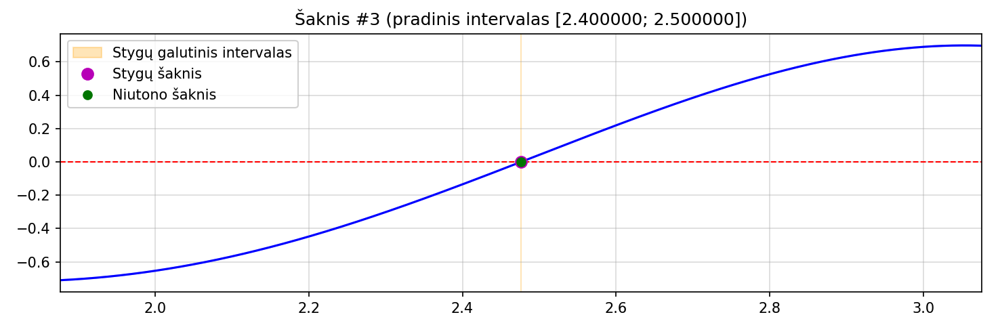 Šaknis #3 (pradinis intervalas [2.400000; 2.500000])
Stygų galutinis intervalas
Stygų šaknis
Niutono šaknis
0.6
0.4
0.2
0.0
−0.2
−0.4
−0.6
2.0 2.2 2.4 2.6 2.8 3.0